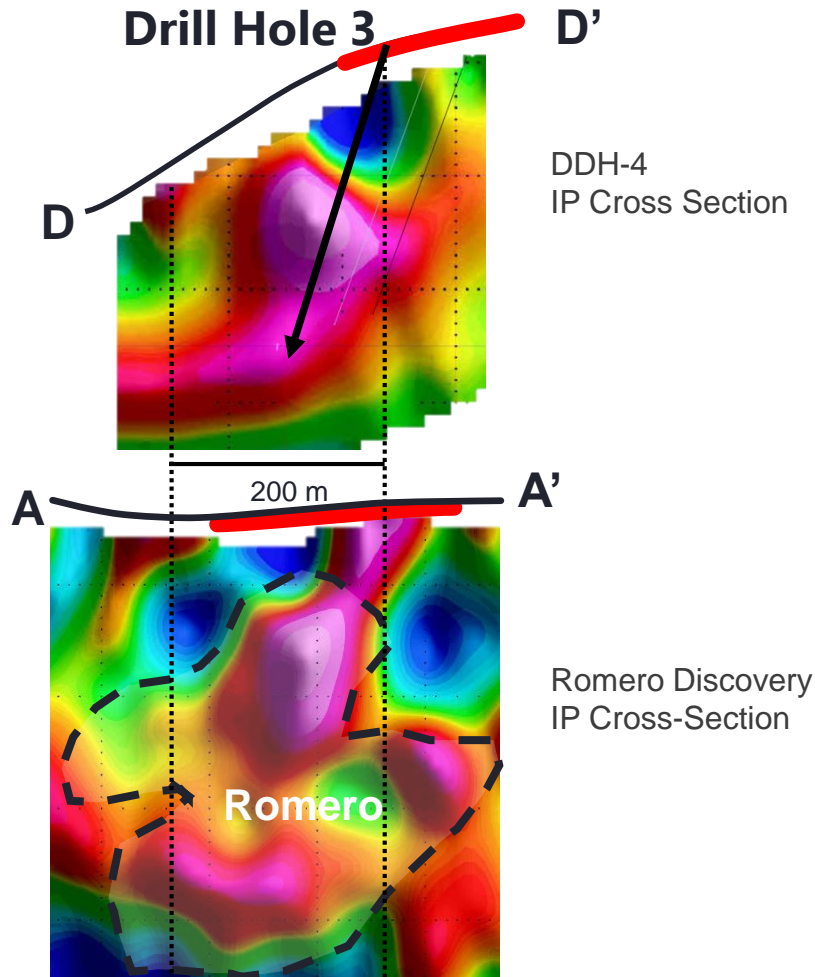 Drill Hole 3
D’
DDH-4
IP Cross Section
D
200 m
A
A’
Romero Discovery
IP Cross-Section
Romero